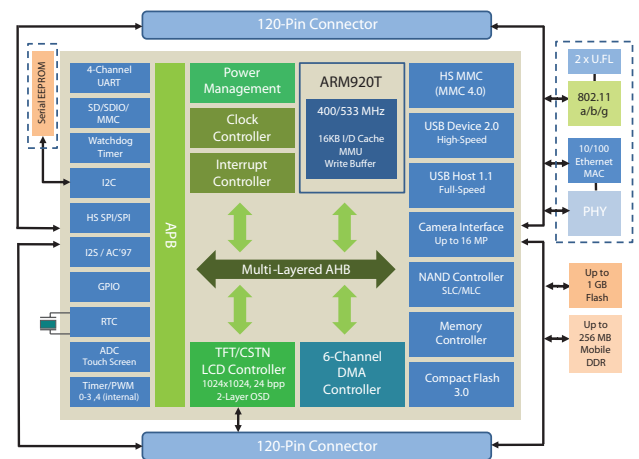 120-Pin Connector
Serial EEPROM
4-Channel
UART
SD/SDIO/
MMC
Watchdog
Timer
I2C
HS SPI/SPI
I2S / AC'97
GPIO
RTC
ADC
Touch Screen
Timer/PWM
0-3 ,4 (internal)
APB
Power
Management
Clock
Controller
Interrupt
Controller
ARM920T
400/533 MHz
16KB I/D Cache
MMU
Write Buffer
Multi-Layered AHB
TFT/CSTN
LCD Controller
1024x1024, 24 bpp
2-Layer OSD
6-Channel
DMA
Controller
HS MMC
(MMC 4.0)
USB Device 2.0
High-Speed
USB Host 1.1
Full-Speed
Camera Interface
Up to 16 MP
NAND Controller
SLC/MLC
Memory
Controller
Compact Flash
3.0
2 x U.FL
802.11
a/b/g
10/100
Ethernet
MAC
PHY
Up to
1 GB
Flash
Up to
256 MB
Mobile
DDR
120-Pin Connector